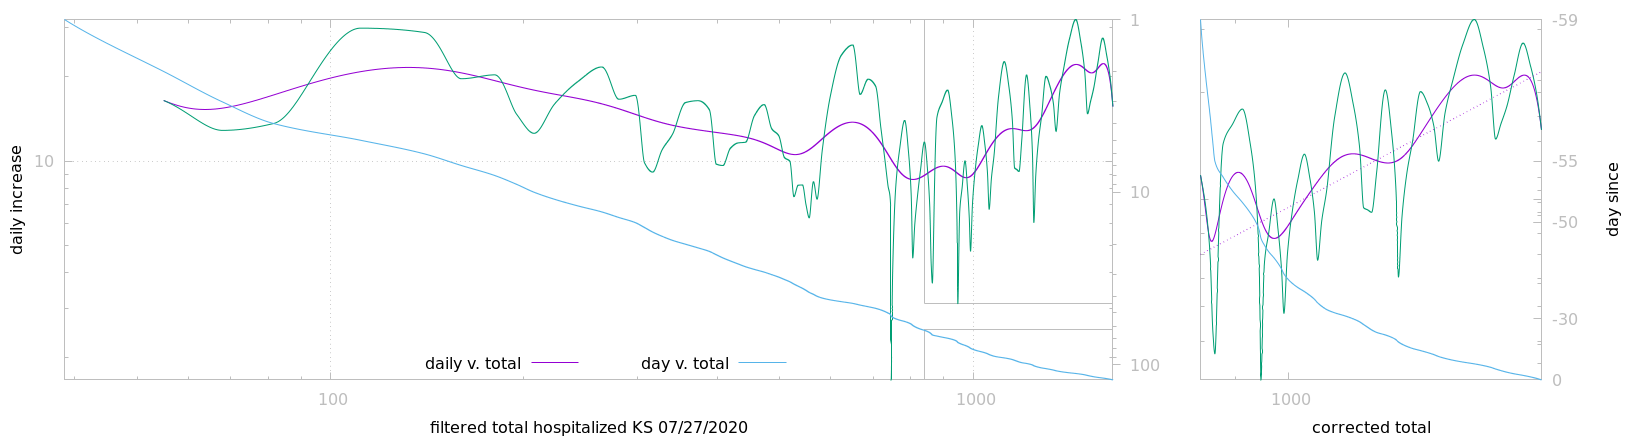 1
-59
daily increase
10
10
-55
-50
day since
-30
daily v. total
day v. total
100
0
100
1000
1000
filtered total hospitalized KS 07/27/2020
corrected total